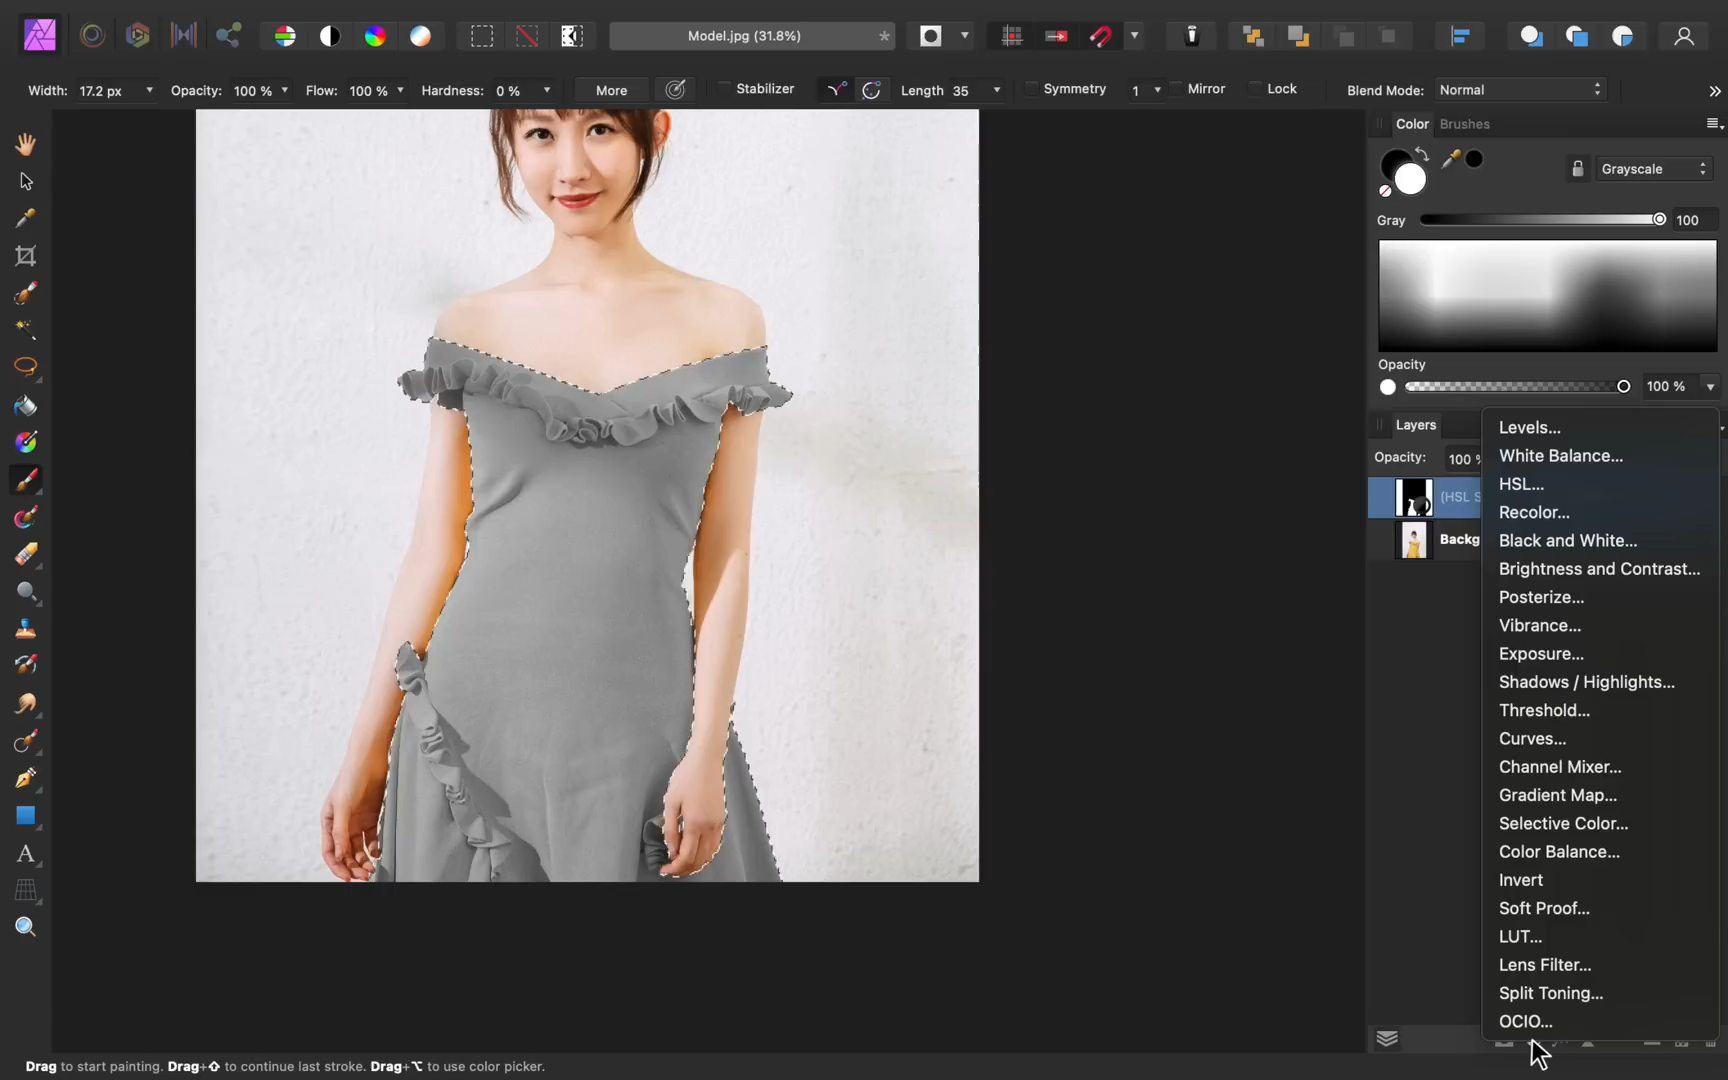 Model.jpg (31.8%) *
Width: 17.2 px Opacity: 100 % Flow: 100 % Hardness: 0 % More Stabilizer Length 35 Symmetry 1 Mirror Lock Blend Mode: Normal »
Color Brushes
Grayscale
Gray 100
Opacity
100 %
Layers
Opacity: 100 %
(HSL S
Backg
Levels...
White Balance...
HSL...
Recolor...
Black and White...
Brightness and Contrast...
Posterize...
Vibrance...
Exposure...
Shadows / Highlights...
Threshold...
Curves...
Channel Mixer...
Gradient Map...
Selective Color...
Color Balance...
Invert
Soft Proof...
LUT...
Lens Filter...
Split Toning...
OCIO...
A
Drag to start painting. Drag+⇧ to continue last stroke. Drag+⌥ to use color picker.